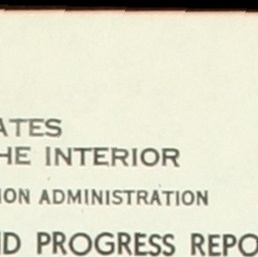 ATES
HE INTERIOR
ION ADMINISTRATION
ND PROGRESS REPO